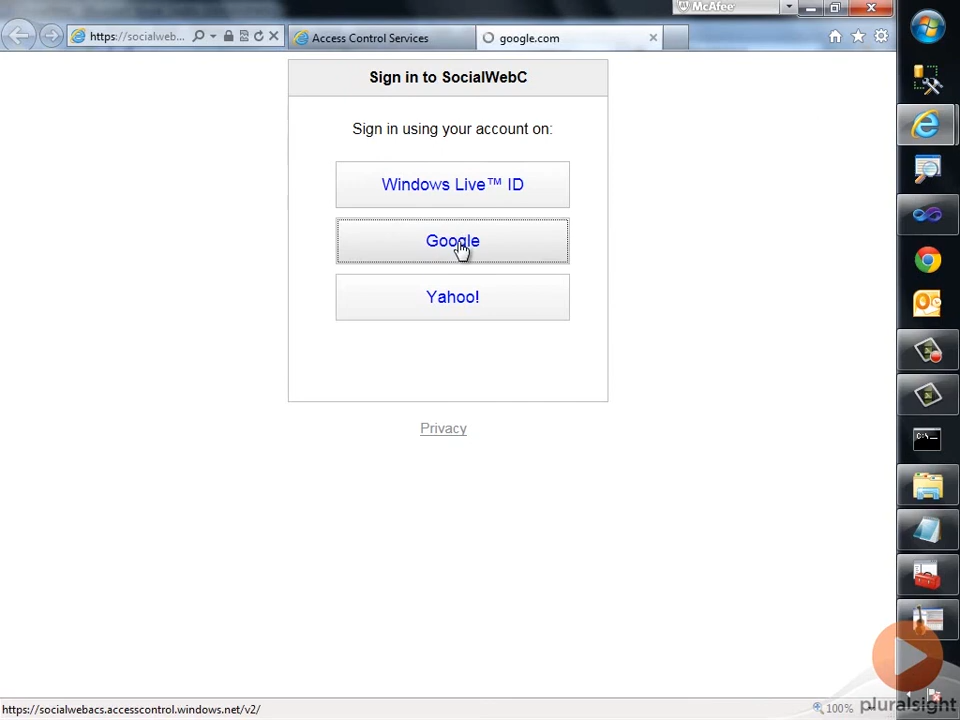 McAfee
https://socialweb...
Access Control Services
google.com
Sign in to SocialWebC
Sign in using your account on:
Windows Live™ ID
Google
Yahoo!
Privacy
C:\
https://socialwebacs.accesscontrol.windows.net/v2/
100%
pluralsight